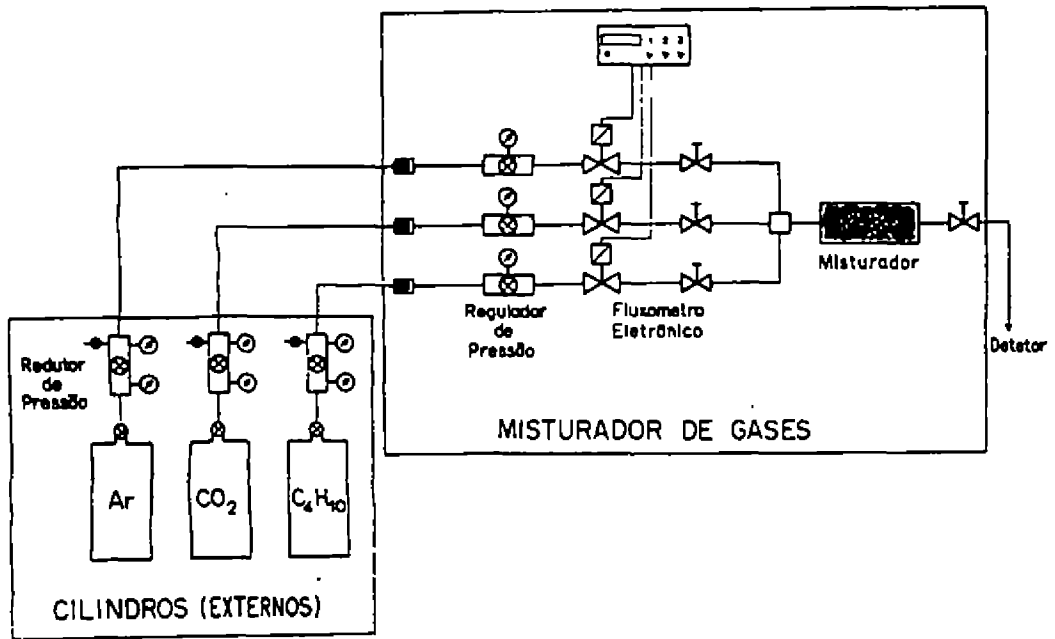 1 2 3
Misturador
Regulador
de
Pressão
Fluxometro
Eletrônico
Detetor
MISTURADOR DE GASES
Redutor
de
Pressão
Ar
CO₂
C₄H₁₀
CILINDROS (EXTERNOS)